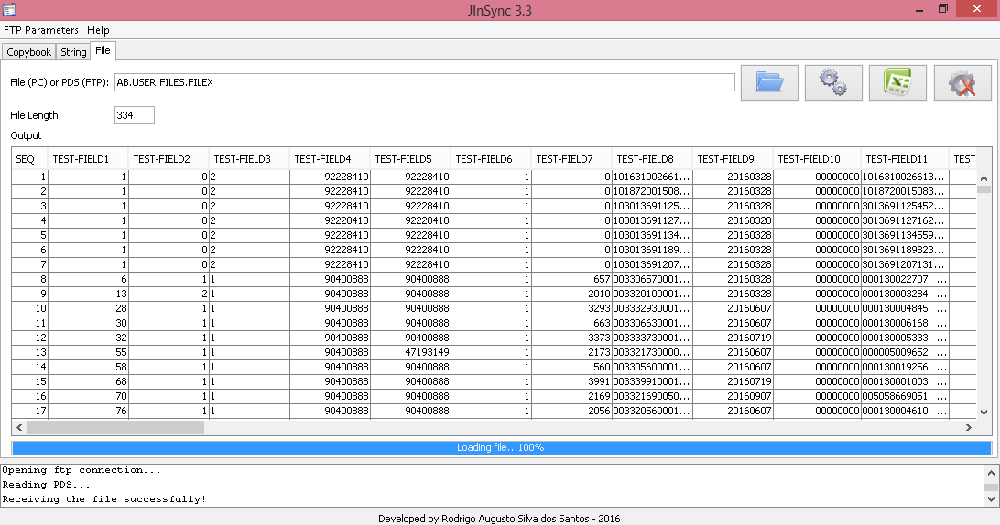 JInSync 3.3
FTP Parameters Help
Copybook String File
File (PC) or PDS (FTP): AB.USER.FILES.FILEX
File Length 334
Output
SEQ TEST-FIELD1 TEST-FIELD2 TEST-FIELD3 TEST-FIELD4 TEST-FIELD5 TEST-FIELD6 TEST-FIELD7 TEST-FIELD8 TEST-FIELD9 TEST-FIELD10 TEST-FIELD11 TEST
1 1 0 2 92228410 92228410 1 0 101631002661... 20160328 00000000 1016310026613...
2 1 0 2 92228410 92228410 1 0 101872001508... 20160328 00000000 1018720015083...
3 1 0 2 92228410 92228410 1 0 103013691125... 20160328 00000000 3013691125452...
4 1 0 2 92228410 92228410 1 0 103013691127... 20160328 00000000 3013691127162...
5 1 0 2 92228410 92228410 1 0 103013691134... 20160328 00000000 3013691134559...
6 1 0 2 92228410 92228410 1 0 103013691189... 20160328 00000000 3013691189823...
7 1 0 2 92228410 92228410 1 0 103013691207... 20160328 00000000 3013691207131...
8 6 1 1 90400888 90400888 1 657 003306570001... 20160328 00000000 000130022707 ...
9 13 2 1 90400888 90400888 1 2010 003320100001... 20160328 00000000 000130003284 ...
10 28 1 1 90400888 90400888 1 3293 003332930001... 20160607 00000000 000130004845 ...
11 30 1 1 90400888 90400888 1 663 003306630001... 20160607 00000000 000130006168 ...
12 32 1 1 90400888 90400888 1 3373 003333730001... 20160719 00000000 000130005333 ...
13 55 1 1 90400888 47193149 1 2173 003321730000... 20160607 00000000 000005009652 ...
14 58 1 1 90400888 90400888 1 560 003305600001... 20160607 00000000 000130019256 ...
15 68 1 1 90400888 90400888 1 3991 003339910001... 20160719 00000000 000130001003 ...
16 70 1 1 90400888 90400888 1 2169 003321690050... 20160907 00000000 005058669051 ...
17 76 1 1 90400888 90400888 1 2056 003320560001... 20160607 00000000 000130004610 ...
Loading file...100%
Opening ftp connection...
Reading PDS...
Receiving the file successfully!
Developed by Rodrigo Augusto Silva dos Santos - 2016